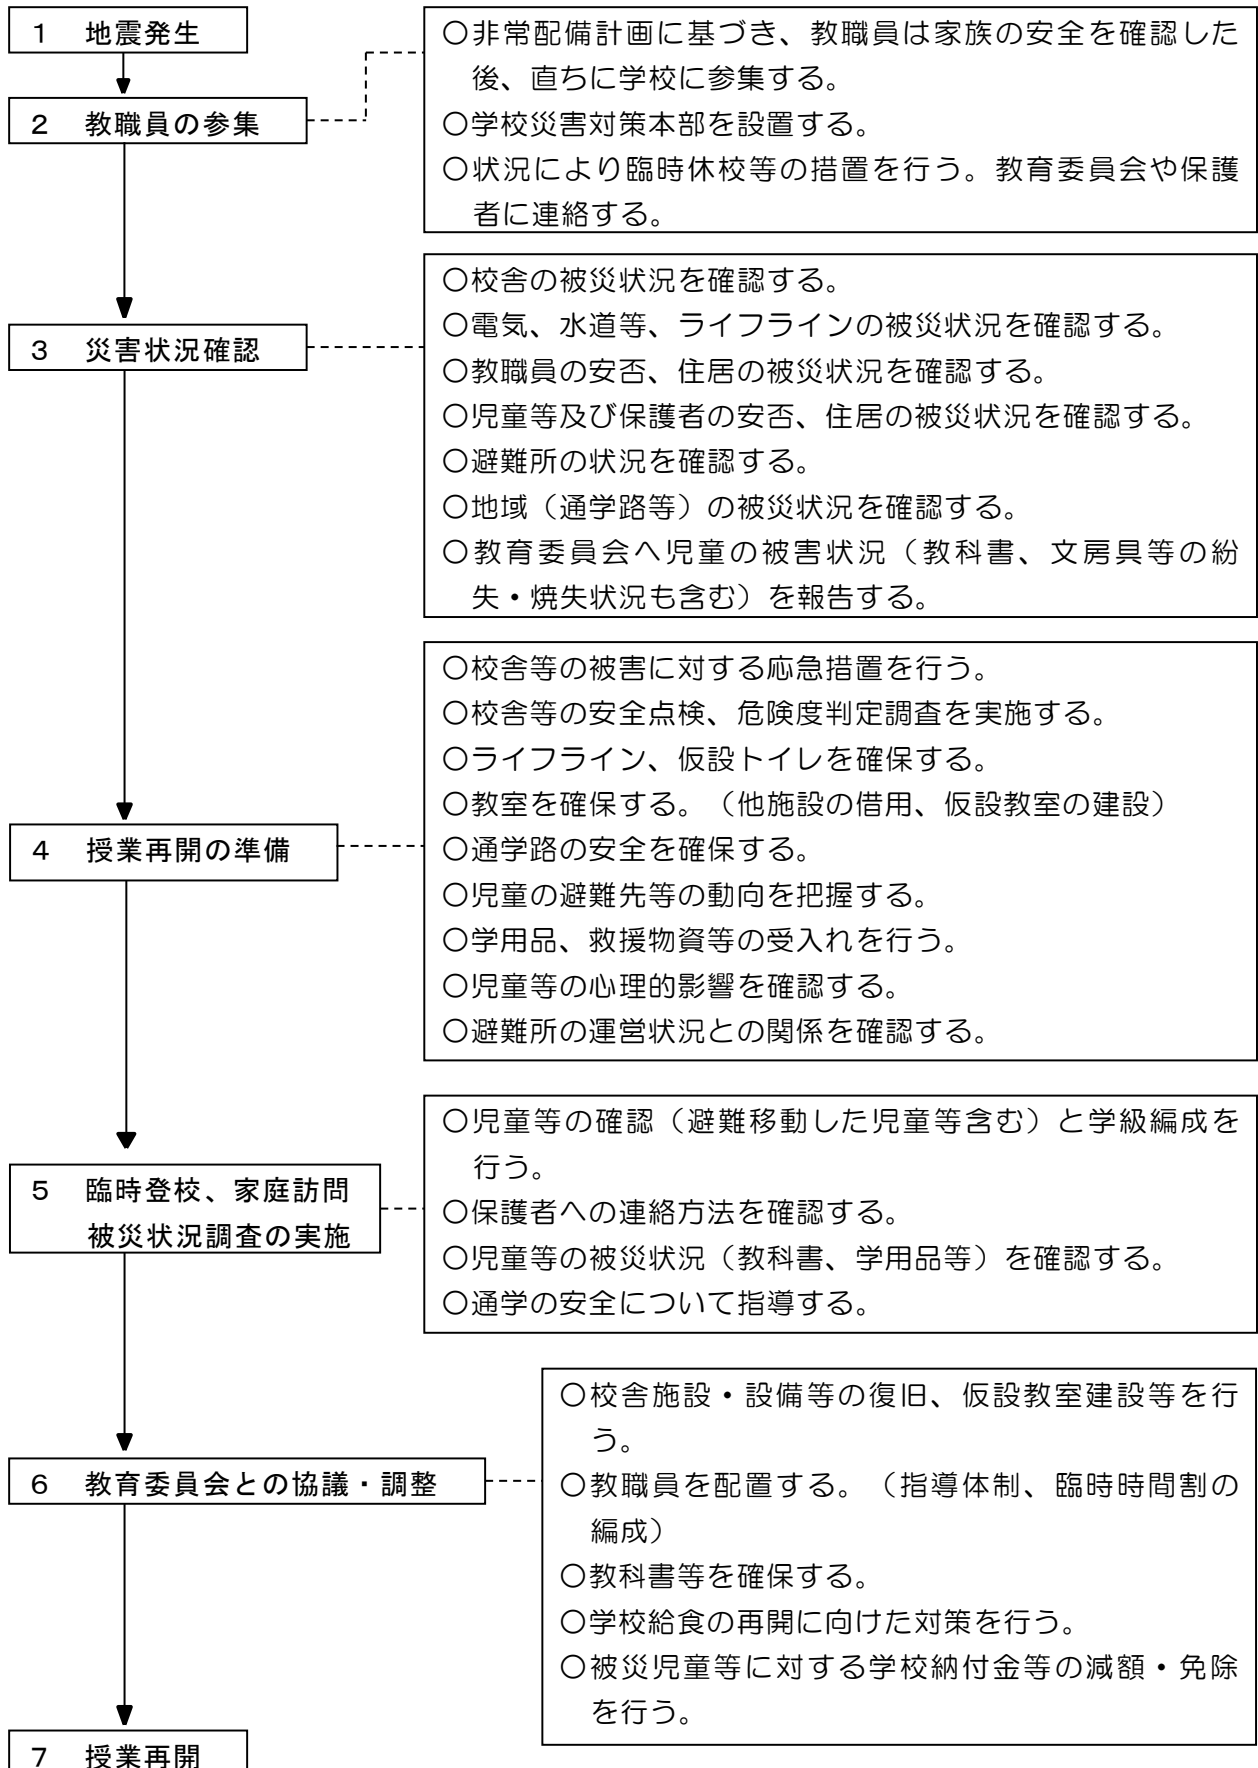 １　地震発生
○非常配備計画に基づき、教職員は家族の安全を確認した
後、直ちに学校に参集する。
２　教職員の参集
○学校災害対策本部を設置する。
○状況により臨時休校等の措置を行う。教育委員会や保護
者に連絡する。
３　災害状況確認
○校舎の被災状況を確認する。
○電気、水道等、ライフラインの被災状況を確認する。
○教職員の安否、住居の被災状況を確認する。
○児童等及び保護者の安否、住居の被災状況を確認する。
○避難所の状況を確認する。
○地域（通学路等）の被災状況を確認する。
○教育委員会へ児童の被害状況（教科書、文房具等の紛
失・焼失状況も含む）を報告する。
４　授業再開の準備
○校舎等の被害に対する応急措置を行う。
○校舎等の安全点検、危険度判定調査を実施する。
○ライフライン、仮設トイレを確保する。
○教室を確保する。（他施設の借用、仮設教室の建設）
○通学路の安全を確保する。
○児童の避難先等の動向を把握する。
○学用品、救援物資等の受入れを行う。
○児童等の心理的影響を確認する。
○避難所の運営状況との関係を確認する。
５　臨時登校、家庭訪問
被災状況調査の実施
○児童等の確認（避難移動した児童等含む）と学級編成を
行う。
○保護者への連絡方法を確認する。
○児童等の被災状況（教科書、学用品等）を確認する。
○通学の安全について指導する。
６　教育委員会との協議・調整
○校舎施設・設備等の復旧、仮設教室建設等を行
う。
○教職員を配置する。（指導体制、臨時時間割の
編成）
○教科書等を確保する。
○学校給食の再開に向けた対策を行う。
○被災児童等に対する学校納付金等の減額・免除
を行う。
７　授業再開